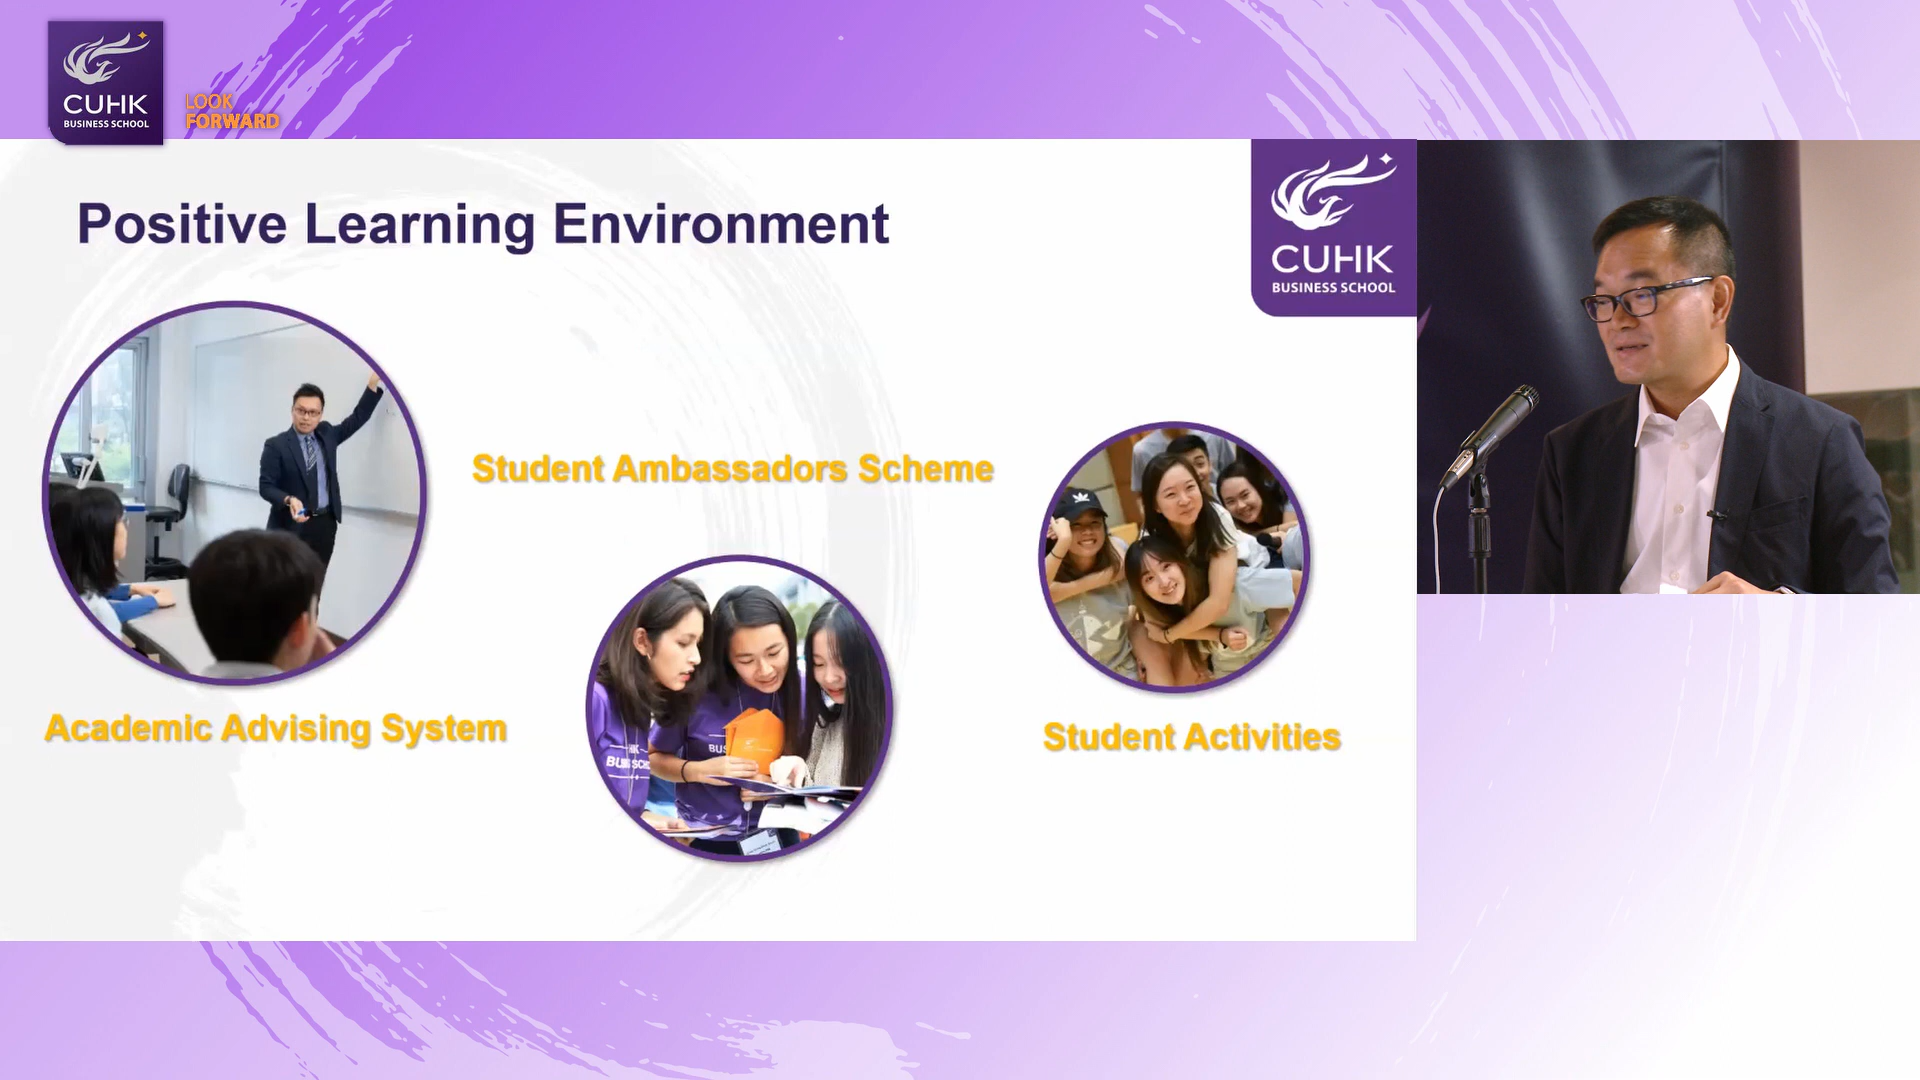 CUHK
BUSINESS SCHOOL
LOOK
FORWARD
Positive Learning Environment
CUHK
BUSINESS SCHOOL
Student Ambassadors Scheme
Academic Advising System
Student Activities